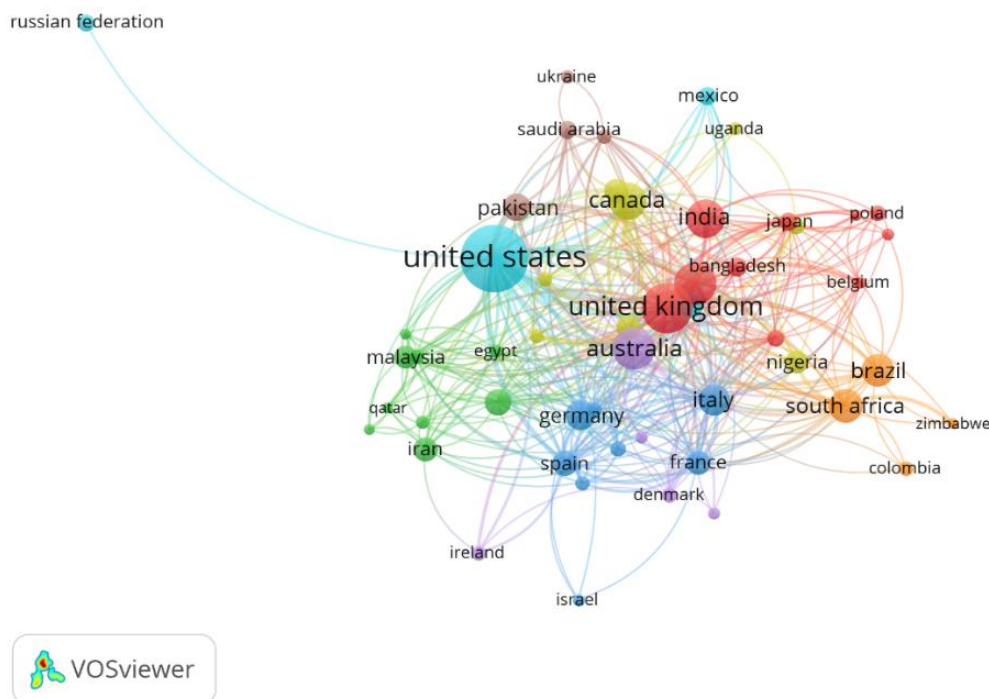 russian federation
ukraine
mexico
saudi arabia
uganda
canada
pakistan
india
japan
poland
united states
bangladesh
belgium
united kingdom
australia
malaysia
egypt
nigeria
brazil
qatar
germany
italy
south africa
zimbabwe
iran
spain
france
colombia
denmark
ireland
israel
VOSviewer